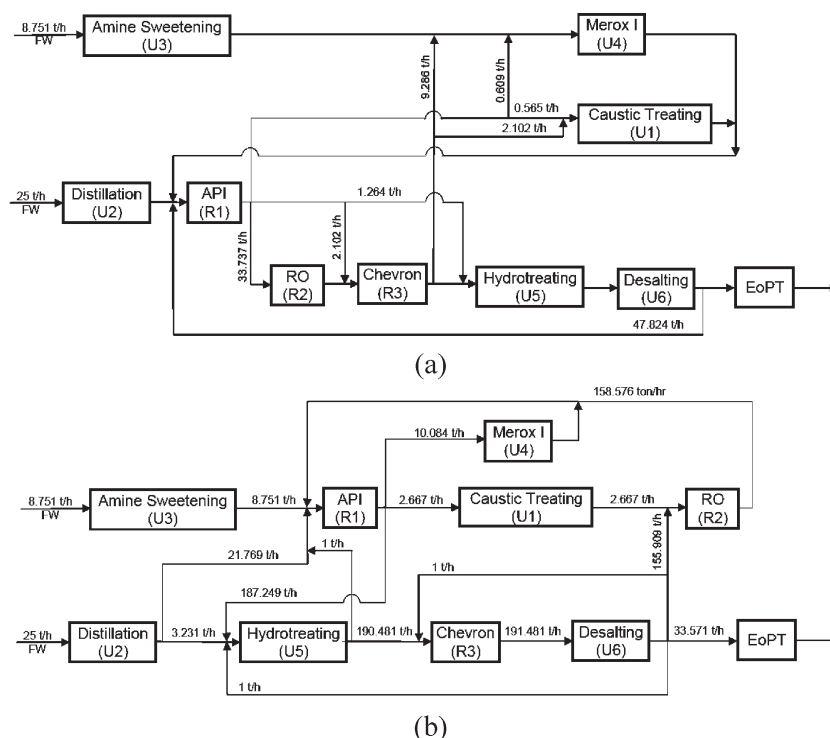 8.751 t/h
FW
Amine Sweetening
(U3)
Merox I
(U4)
9.286 t/h
0.609 t/h
0.565 t/h
2.102 t/h
Caustic Treating
(U1)
25 t/h
FW
Distillation
(U2)
API
(R1)
1.264 t/h
33.737 t/h
2.102 t/h
RO
(R2)
Chevron
(R3)
Hydrotreating
(U5)
Desalting
(U6)
EoPT
47.824 t/h
(a)
158.576 ton/hr
10.084 t/h
Merox I
(U4)
8.751 t/h
FW
Amine Sweetening
(U3)
8.751 t/h
API
(R1)
2.667 t/h
Caustic Treating
(U1)
2.667 t/h
RO
(R2)
21.769 t/h
1 t/h
155.909 t/h
187.249 t/h
1 t/h
25 t/h
FW
Distillation
(U2)
3.231 t/h
Hydrotreating
(U5)
190.481 t/h
Chevron
(R3)
191.481 t/h
Desalting
(U6)
33.571 t/h
EoPT
1 t/h
(b)